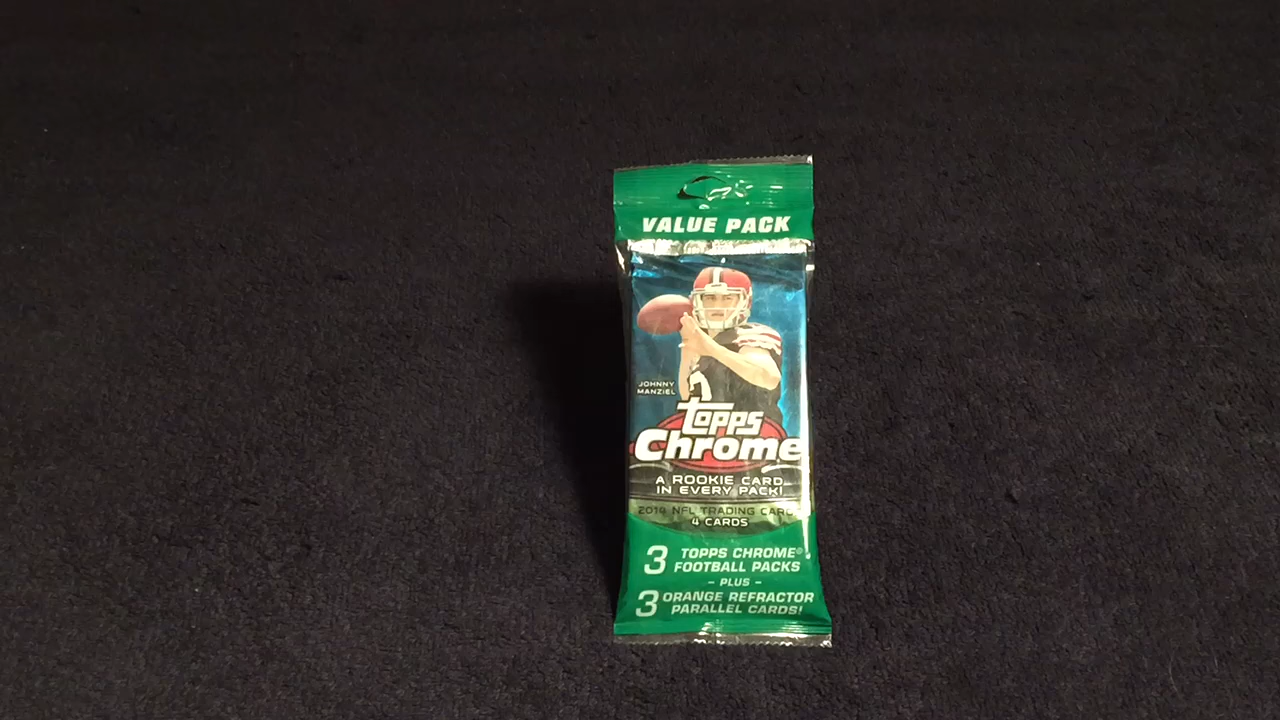 VALUE PACK
JOHNNY
MANZIEL
topps
Chrome
A ROOKIE CARD
IN EVERY PACK!
2014 NFL TRADING CARDS
4 CARDS
3 TOPPS CHROME®
FOOTBALL PACKS
– PLUS –
3 ORANGE REFRACTOR
PARALLEL CARDS!